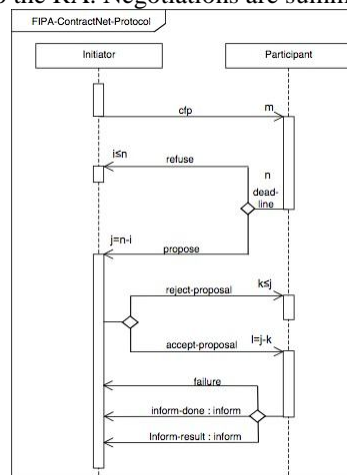 the RA. Negotiations are summ
FIPA-ContractNet-Protocol
Initiator
Participant
cfp
m
i≤n
refuse
n
dead-
line
j=n-i
propose
reject-proposal
k≤j
accept-proposal
l=j-k
failure
inform-done : inform
Inform-result : inform